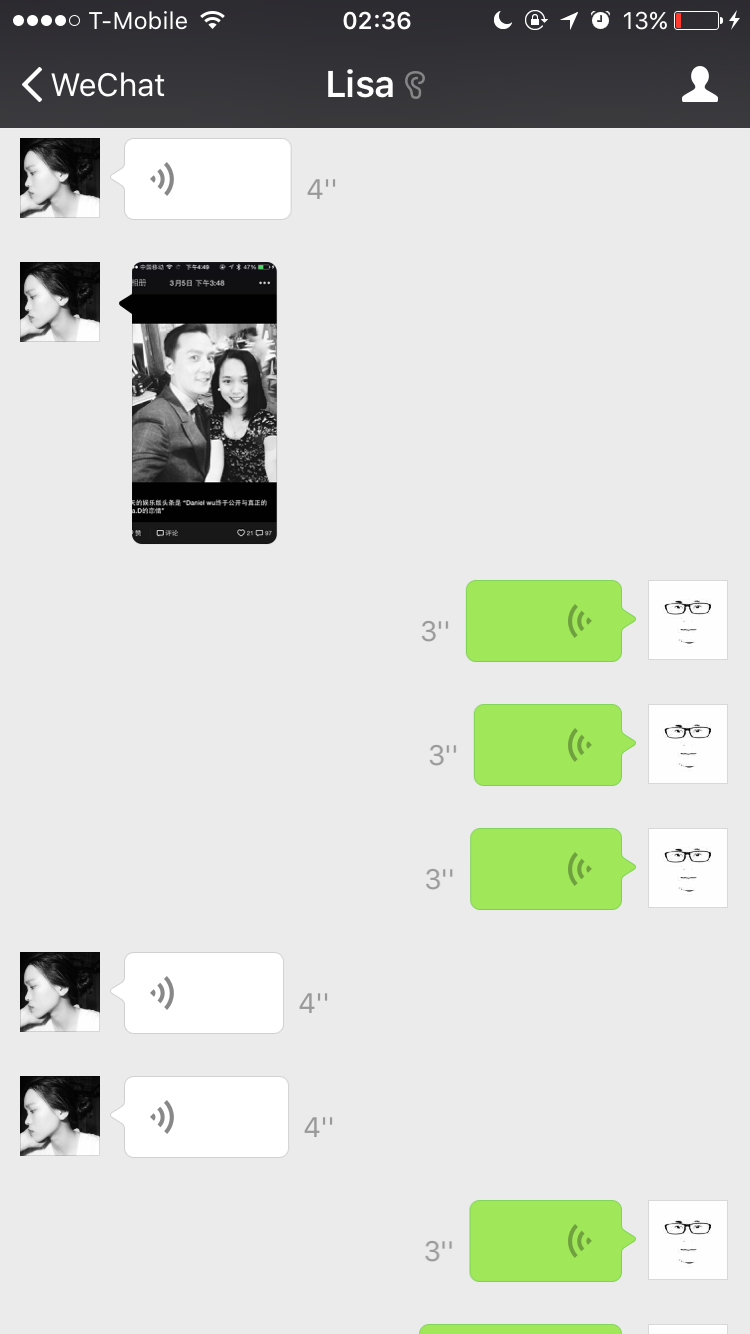 T-Mobile 02:36 13%
WeChat Lisa
4''
中国移动 下午4:49 47%
相册 3月5日 下午3:48
天的娱乐版头条是 “Daniel wu终于公开与真正的
a.D的恋情”
赞 评论 21 97
3''
3''
3''
4''
4''
3''